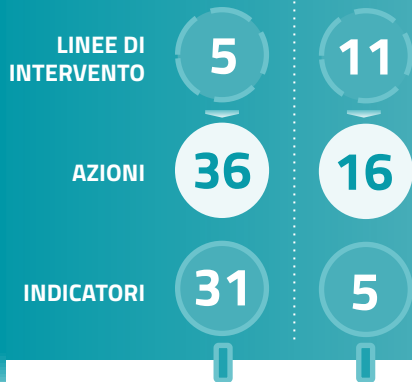 LINEE DI
INTERVENTO
5
11
AZIONI
36
16
INDICATORI
31
5